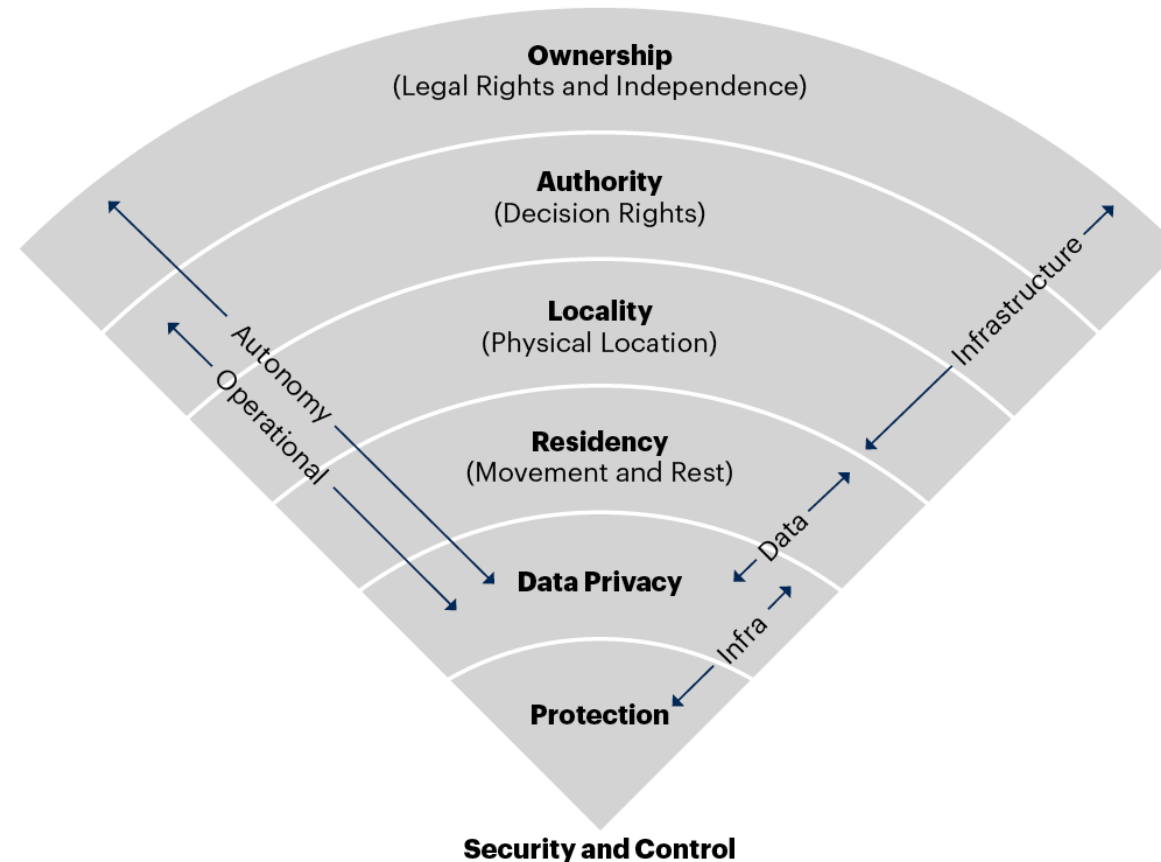 Ownership
(Legal Rights and Independence)
Authority
(Decision Rights)
Locality
(Physical Location)
Residency
(Movement and Rest)
Data Privacy
Protection
Autonomy
Operational
Infrastructure
Data
Infra
Security and Control